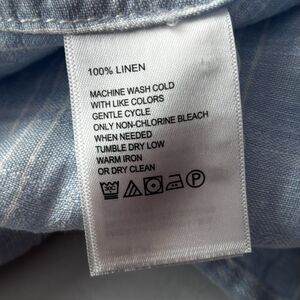 100% LINEN
MACHINE WASH COLD
WITH LIKE COLORS
GENTLE CYCLE
ONLY NON-CHLORINE BLEACH
WHEN NEEDED
TUMBLE DRY LOW
WARM IRON
OR DRY CLEAN
P